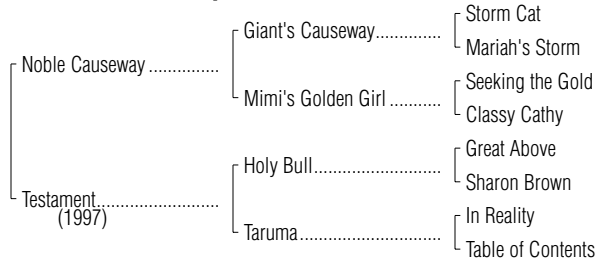 Storm Cat
Giant's Causeway..............
Mariah's Storm
Noble Causeway ...............
Seeking the Gold
Mimi's Golden Girl ...........
Classy Cathy
Great Above
Holy Bull...........................
Sharon Brown
Testament..........................
(1997)
In Reality
Taruma..............................
Table of Contents